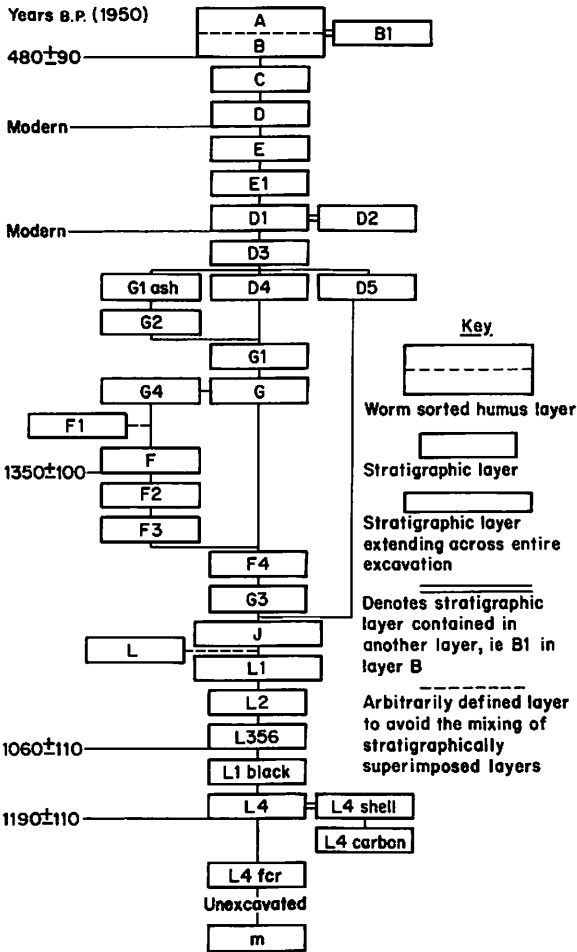 Years B.P. (1950)
A
B
B1
480±90
C
D
Modern
E
E1
D1
D2
Modern
D3
G1 ash
D4
D5
G2
G1
G4
G
F1
F
1350±100
F2
F3
F4
G3
J
L
L1
L2
L356
1060±110
L1 black
L4
L4 shell
1190±110
L4 carbon
L4 fcr
Unexcavated
m
Key
Worm sorted humus layer
Stratigraphic layer
Stratigraphic layer
extending across entire
excavation
Denotes stratigraphic
layer contained in
another layer, ie B1 in
layer B
Arbitrarily defined layer
to avoid the mixing of
stratigraphically
superimposed layers